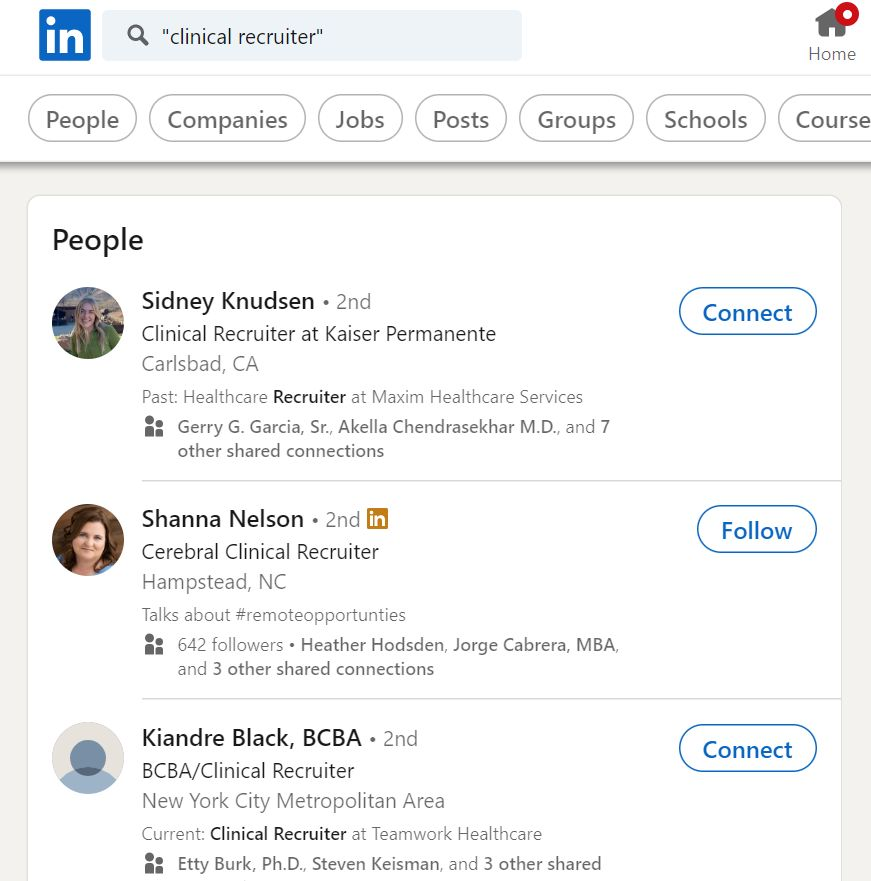 in
"clinical recruiter"
Home
People
Companies
Jobs
Posts
Groups
Schools
Course
People
Sidney Knudsen • 2nd
Connect
Clinical Recruiter at Kaiser Permanente
Carlsbad, CA
Past: Healthcare Recruiter at Maxim Healthcare Services
Gerry G. Garcia, Sr., Akella Chendrasekhar M.D., and 7
other shared connections
Shanna Nelson • 2nd in
Follow
Cerebral Clinical Recruiter
Hampstead, NC
Talks about #remoteopportunties
642 followers • Heather Hodsden, Jorge Cabrera, MBA,
and 3 other shared connections
Kiandre Black, BCBA • 2nd
Connect
BCBA/Clinical Recruiter
New York City Metropolitan Area
Current: Clinical Recruiter at Teamwork Healthcare
Etty Burk, Ph.D., Steven Keisman, and 3 other shared